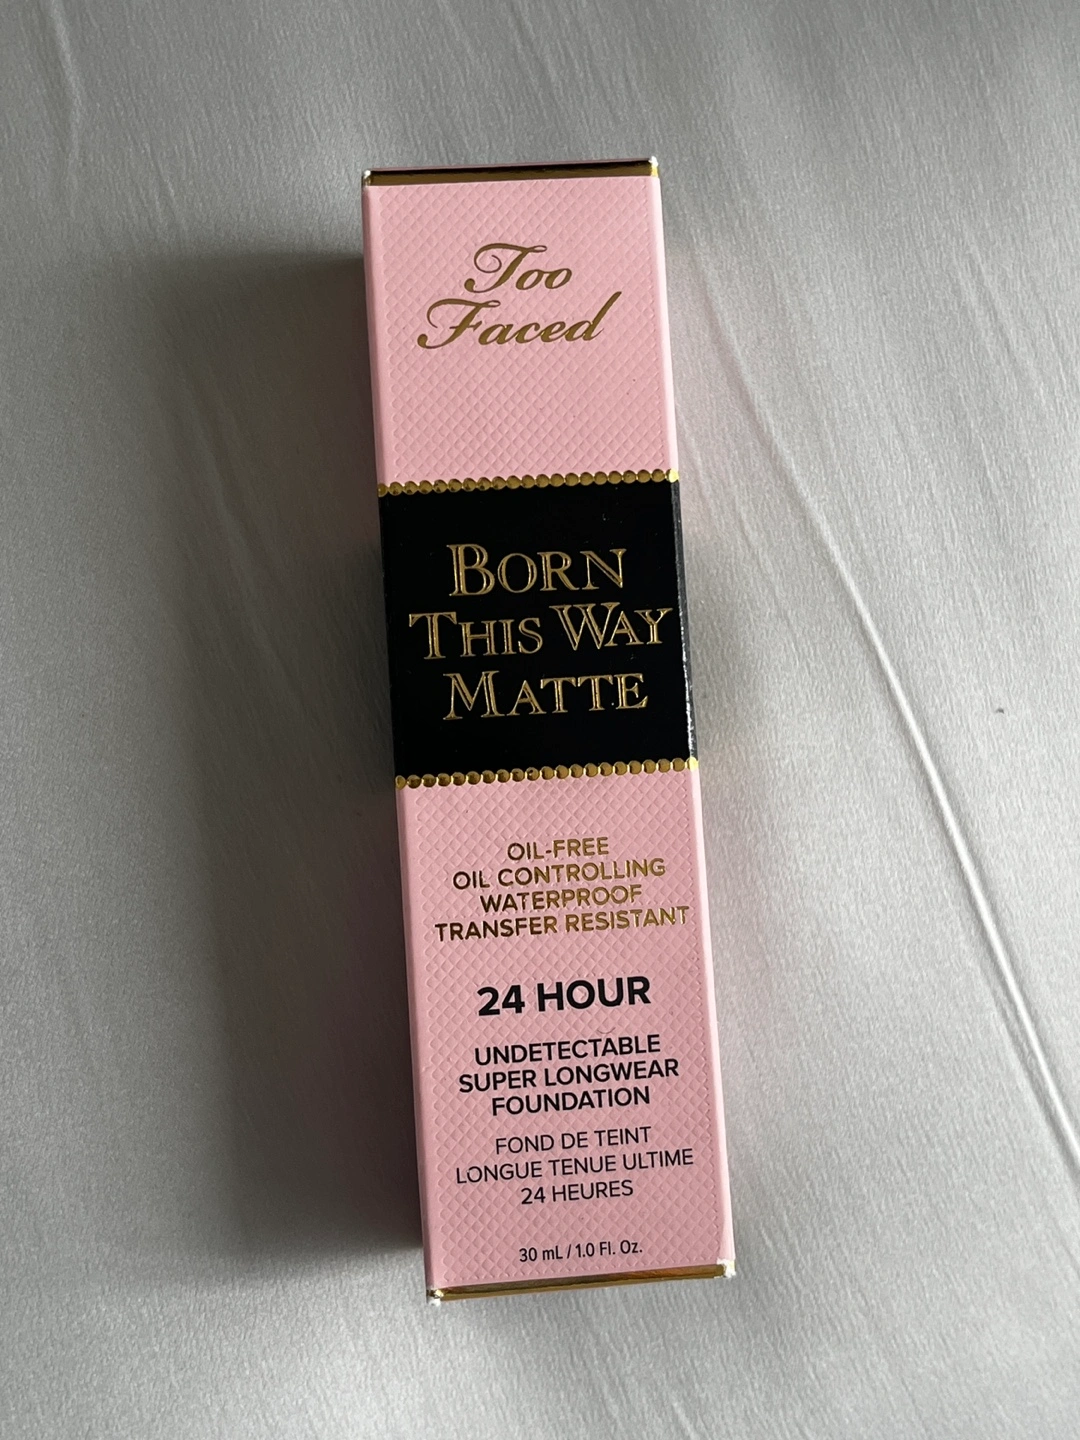 Too
Faced
BORN
THIS WAY
MATTE
OIL-FREE
OIL CONTROLLING
WATERPROOF
TRANSFER RESISTANT
24 HOUR
UNDETECTABLE
SUPER LONGWEAR
FOUNDATION
FOND DE TEINT
LONGUE TENUE ULTIME
24 HEURES
30 mL / 1.0 Fl. Oz.